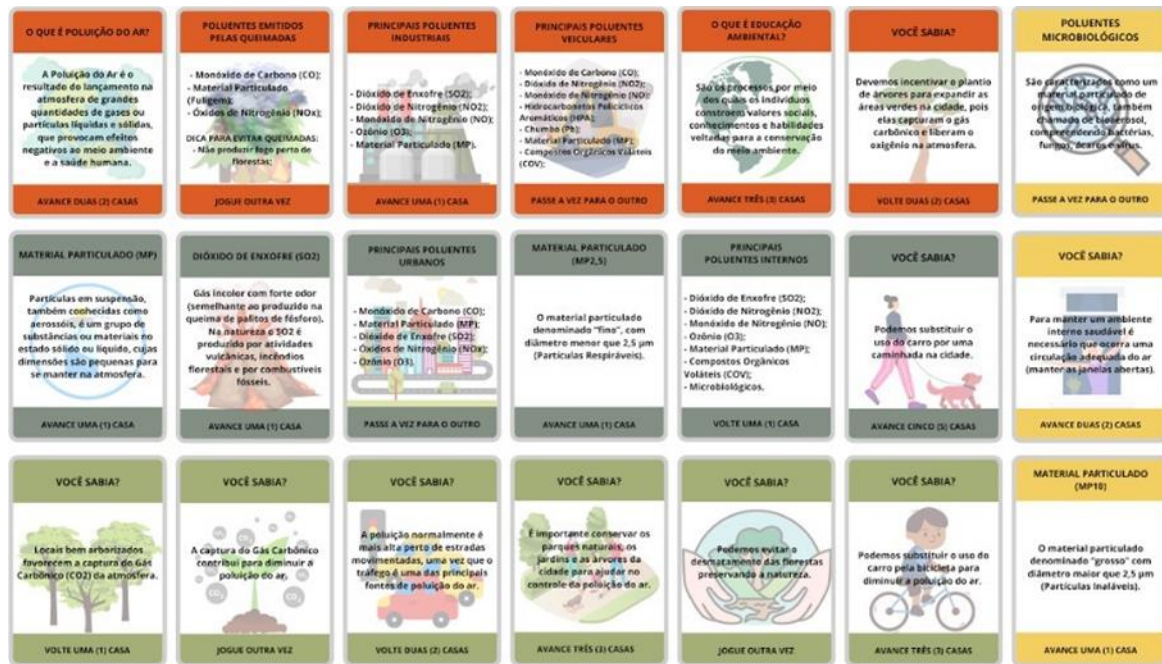 O QUE É POLUIÇÃO DO AR?
A Poluição do Ar é o
resultado do lançamento na
atmosfera de grandes
quantidades de gases ou
partículas líquidas e sólidas,
que provocam efeitos
negativos ao meio ambiente
e a saúde humana.
AVANCE DUAS (2) CASAS
POLUENTES EMITIDOS
PELAS QUEIMADAS
- Monóxido de Carbono (CO);
- Material Particulado
(Fuligem);
- Óxidos de Nitrogênio (NOx);
DICA PARA EVITAR QUEIMADAS:
- Não produzir fogo perto de
florestas;
JOGUE OUTRA VEZ
PRINCIPAIS POLUENTES
INDUSTRIAIS
- Dióxido de Enxofre (SO2);
- Dióxido de Nitrogênio (NO2);
- Monóxido de Nitrogênio (NO);
- Ozônio (O3);
- Material Particulado (MP).
AVANCE UMA (1) CASA
PRINCIPAIS POLUENTES
VEICULARES
- Monóxido de Carbono (CO);
- Dióxido de Nitrogênio (NO2);
- Monóxido de Nitrogênio (NO);
- Hidrocarbonetos Policíclicos
Aromáticos (HPA);
- Chumbo (Pb);
- Material Particulado (MP);
- Compostos Orgânicos Voláteis
(COV);
PASSE A VEZ PARA O OUTRO
O QUE É EDUCAÇÃO
AMBIENTAL?
São os processos por meio
dos quais os indivíduos
constroem valores sociais,
conhecimentos e habilidades
voltadas para a conservação
do meio ambiente.
AVANCE TRÊS (3) CASAS
VOCÊ SABIA?
Devemos incentivar o plantio
de árvores para expandir as
áreas verdes na cidade, pois
elas capturam o gás
carbônico e liberam o
oxigênio na atmosfera.
VOLTE DUAS (2) CASAS
POLUENTES
MICROBIOLÓGICOS
São caracterizados como um
material particulado de
origem biológica, também
chamado de bioaerosol,
compreendendo bactérias,
fungos, ácaros e vírus.
PASSE A VEZ PARA O OUTRO
MATERIAL PARTICULADO (MP)
Partículas em suspensão,
também conhecidas como
aerossóis, é um grupo de
substâncias ou materiais no
estado sólido ou líquido, cujas
dimensões são pequenas para
se manter na atmosfera.
AVANCE UMA (1) CASA
DIÓXIDO DE ENXOFRE (SO2)
Gás incolor com forte odor
(semelhante ao produzido na
queima de palitos de fósforo).
Na natureza o SO2 é
produzido por atividades
vulcânicas, incêndios
florestais e por combustíveis
fósseis.
AVANCE UMA (1) CASA
PRINCIPAIS POLUENTES
URBANOS
- Monóxido de Carbono (CO);
- Material Particulado (MP);
- Dióxido de Enxofre (SO2);
- Óxidos de Nitrogênio (NOx);
- Ozônio (O3).
PASSE A VEZ PARA O OUTRO
MATERIAL PARTICULADO
(MP2,5)
O material particulado
denominado "fino", com
diâmetro menor que 2,5 µm
(Partículas Respiráveis).
AVANCE UMA (1) CASA
PRINCIPAIS
POLUENTES INTERNOS
- Dióxido de Enxofre (SO2);
- Dióxido de Nitrogênio (NO2);
- Monóxido de Nitrogênio (NO);
- Ozônio (O3);
- Material Particulado (MP);
- Compostos Orgânicos
Voláteis (COV);
- Microbiológicos.
VOLTE UMA (1) CASA
VOCÊ SABIA?
Podemos substituir o
uso do carro por uma
caminhada na cidade.
AVANCE CINCO (5) CASAS
VOCÊ SABIA?
Para manter um ambiente
interno saudável é
necessário que ocorra uma
circulação adequada do ar
(manter as janelas abertas).
AVANCE DUAS (2) CASAS
VOCÊ SABIA?
Locais bem arborizados
favorecem a captura do Gás
Carbônico (CO2) da atmosfera.
VOLTE UMA (1) CASA
VOCÊ SABIA?
A captura do Gás Carbônico
contribui para diminuir a
poluição do ar.
JOGUE OUTRA VEZ
VOCÊ SABIA?
A poluição normalmente é
mais alta perto de estradas
movimentadas, uma vez que o
tráfego é uma das principais
fontes de poluição do ar.
VOLTE DUAS (2) CASAS
VOCÊ SABIA?
É importante conservar os
parques naturais, os
jardins e as árvores da
cidade para ajudar no
controle da poluição do ar.
AVANCE TRÊS (3) CASAS
VOCÊ SABIA?
Podemos evitar o
desmatamento das florestas
preservando a natureza.
JOGUE OUTRA VEZ
VOCÊ SABIA?
Podemos substituir o uso do
carro pela bicicleta para
diminuir a poluição do ar.
AVANCE TRÊS (3) CASAS
MATERIAL PARTICULADO
(MP10)
O material particulado
denominado "grosso" com
diâmetro maior que 2,5 µm
(Partículas Inaláveis).
AVANCE UMA (1) CASA